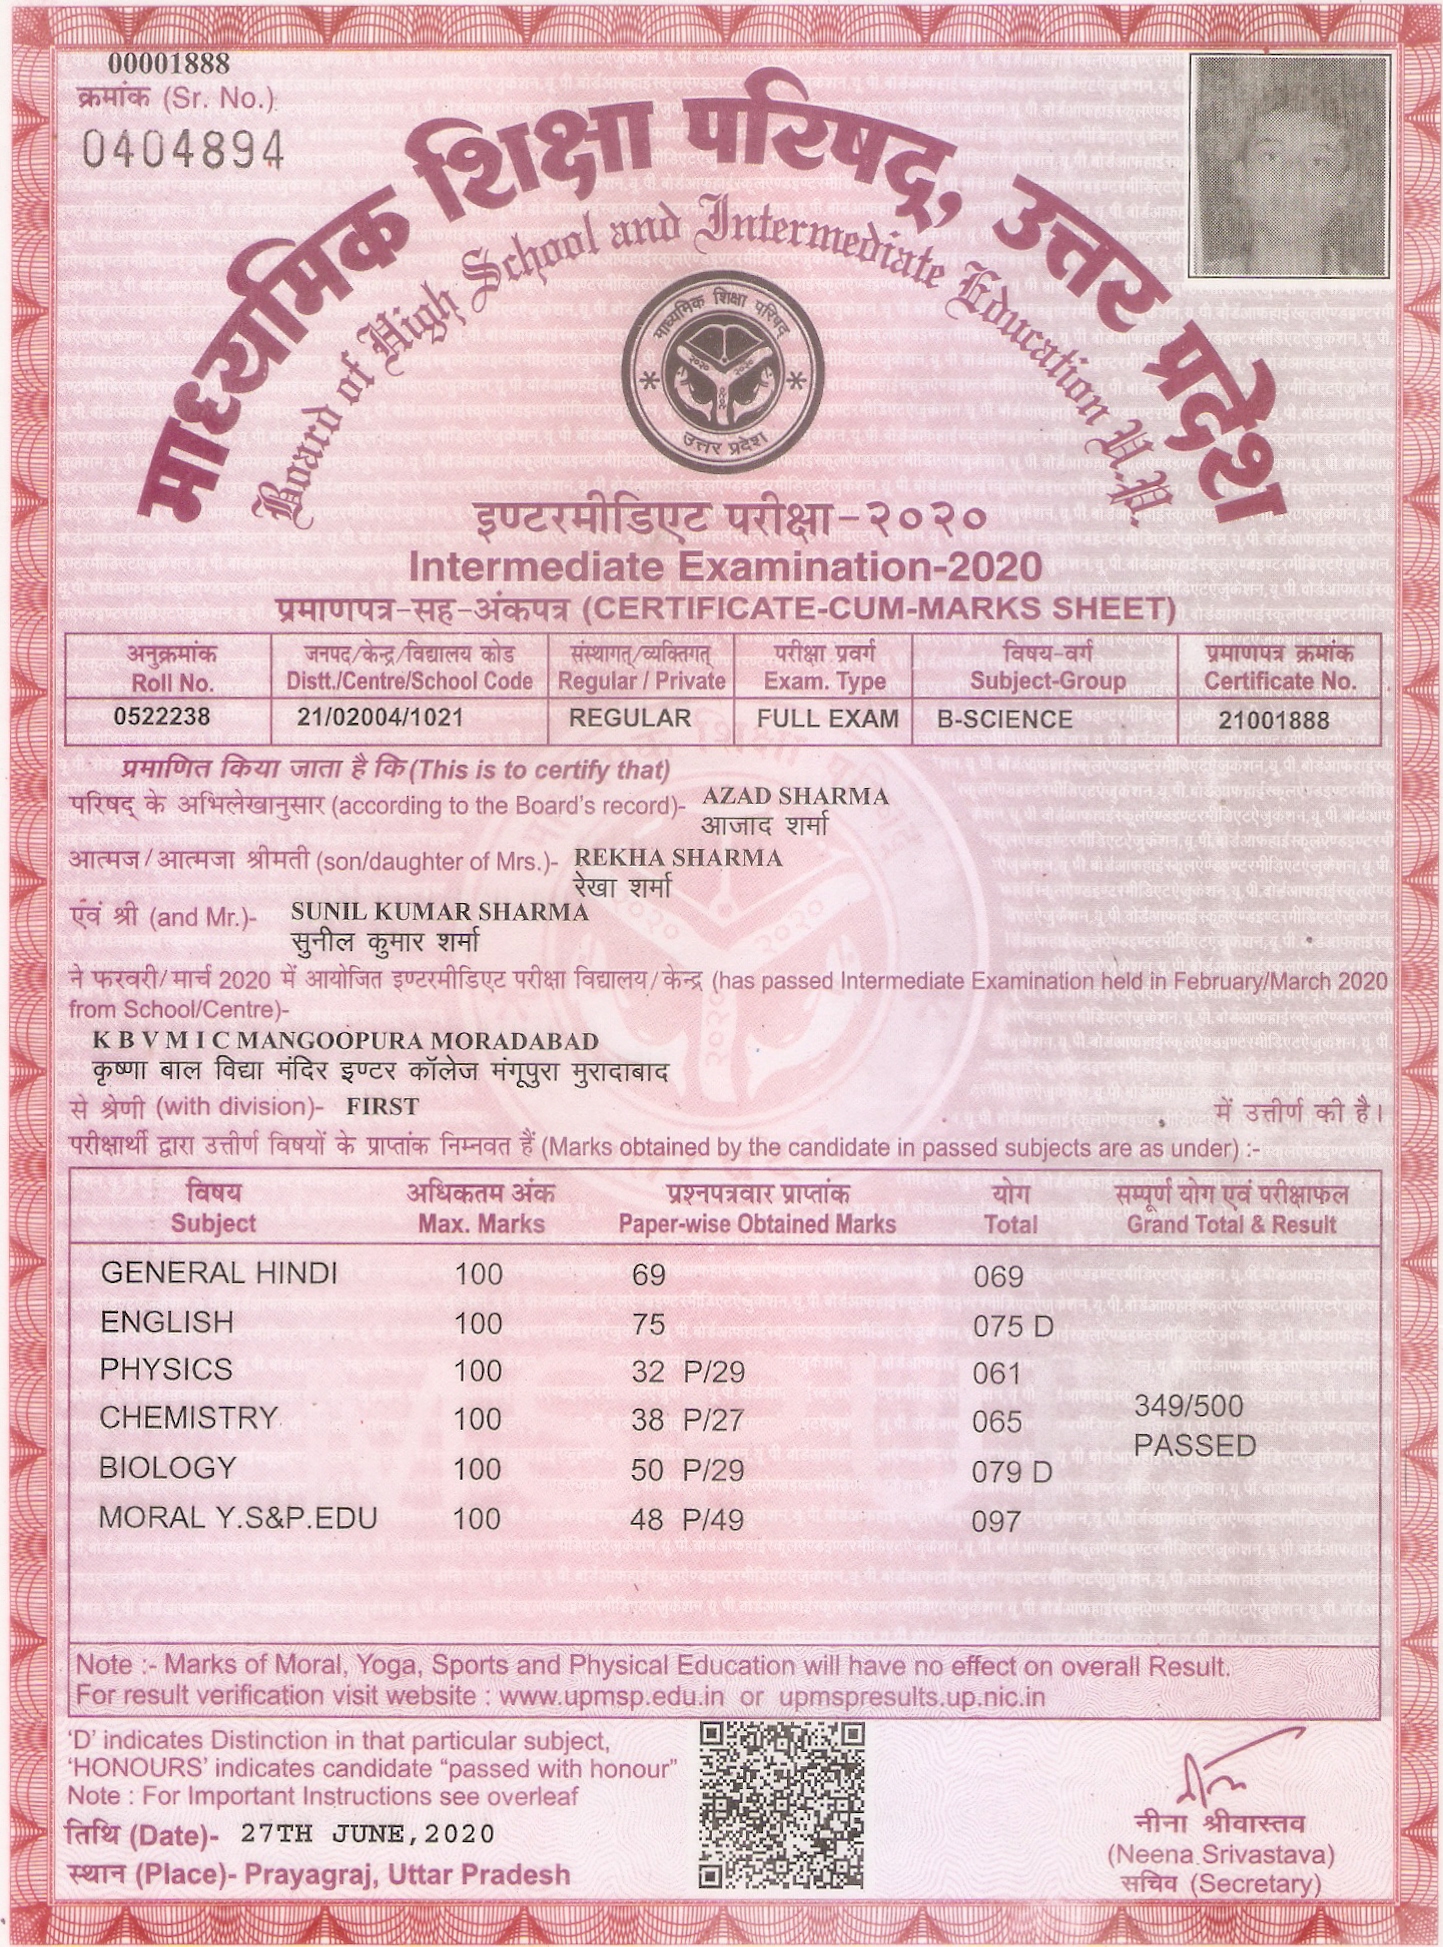 00001888
क्रमांक (Sr. No.)
0404894
माध्यमिक शिक्षा परिषद्, उत्तर प्रदेश
Board of High School and Intermediate Education U.P.
माध्यमिक शिक्षा परिषद्
उत्तर प्रदेश
इण्टरमीडिएट परीक्षा-२०२०
Intermediate Examination-2020
प्रमाणपत्र-सह-अंकपत्र (CERTIFICATE-CUM-MARKS SHEET)
अनुक्रमांक जनपद/केन्द्र/विद्यालय कोड संस्थागत्/व्यक्तिगत् परीक्षा प्रवर्ग विषय-वर्ग प्रमाणपत्र क्रमांक
Roll No. Distt./Centre/School Code Regular / Private Exam. Type Subject-Group Certificate No.
0522238 21/02004/1021 REGULAR FULL EXAM B-SCIENCE 21001888
प्रमाणित किया जाता है कि (This is to certify that)
परिषद् के अभिलेखानुसार (according to the Board's record)- AZAD SHARMA
आजाद शर्मा
आत्मज/आत्मजा श्रीमती (son/daughter of Mrs.)- REKHA SHARMA
रेखा शर्मा
एवं श्री (and Mr.)- SUNIL KUMAR SHARMA
सुनील कुमार शर्मा
ने फरवरी/मार्च 2020 में आयोजित इण्टरमीडिएट परीक्षा विद्यालय/केन्द्र (has passed Intermediate Examination held in February/March 2020
from School/Centre)-
K B V M I C MANGOOPURA MORADABAD
कृष्णा बाल विद्या मंदिर इण्टर कॉलेज मंगूपुरा मुरादाबाद
से श्रेणी (with division)- FIRST में उत्तीर्ण की है।
परीक्षार्थी द्वारा उत्तीर्ण विषयों के प्राप्तांक निम्नवत हैं (Marks obtained by the candidate in passed subjects are as under) :-
विषय अधिकतम अंक प्रश्नपत्रवार प्राप्तांक योग सम्पूर्ण योग एवं परीक्षाफल
Subject Max. Marks Paper-wise Obtained Marks Total Grand Total & Result
GENERAL HINDI 100 69 069
ENGLISH 100 75 075 D
PHYSICS 100 32 P/29 061
349/500
CHEMISTRY 100 38 P/27 065
PASSED
BIOLOGY 100 50 P/29 079 D
MORAL Y.S&P.EDU 100 48 P/49 097
Note :- Marks of Moral, Yoga, Sports and Physical Education will have no effect on overall Result.
For result verification visit website : www.upmsp.edu.in or upmspresults.up.nic.in
'D' indicates Distinction in that particular subject,
'HONOURS' indicates candidate "passed with honour"
Note : For Important Instructions see overleaf
तिथि (Date)- 27TH JUNE,2020
स्थान (Place)- Prayagraj, Uttar Pradesh
नीना श्रीवास्तव
(Neena Srivastava)
सचिव (Secretary)